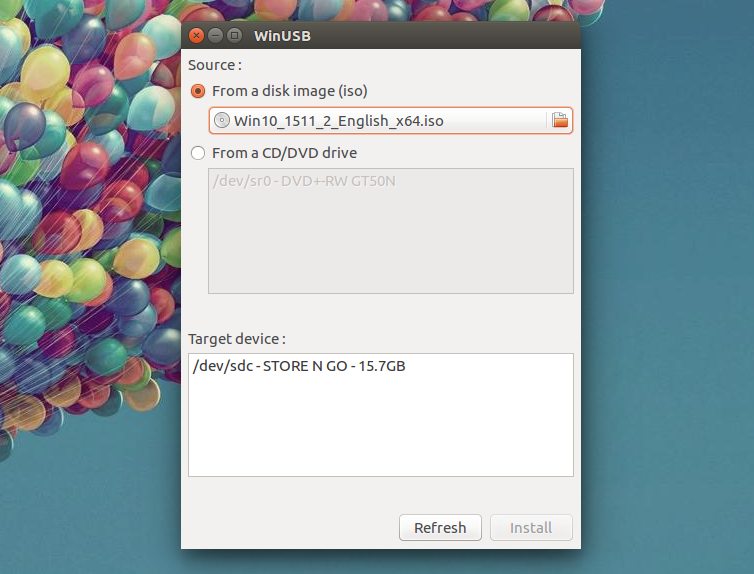 WinUSB
Source :
From a disk image (iso)
Win10_1511_2_English_x64.iso
From a CD/DVD drive
/dev/sr0 - DVD+-RW GT50N
Target device :
/dev/sdc - STORE N GO - 15.7GB
Refresh Install